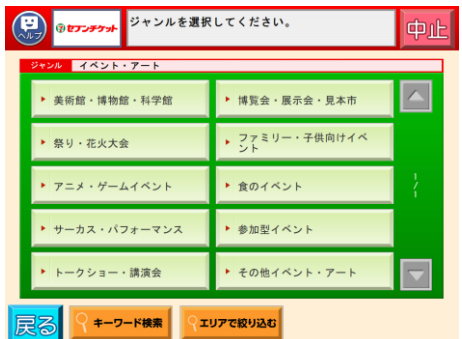 ヘルプ
セブンチケット
ジャンルを選択してください。
中止
ジャンル イベント・アート
美術館・博物館・科学館
博覧会・展示会・見本市
祭り・花火大会
ファミリー・子供向けイベ
ント
アニメ・ゲームイベント
食のイベント
1/1
サーカス・パフォーマンス
参加型イベント
トークショー・講演会
その他イベント・アート
戻る
キーワード検索
エリアで絞り込む